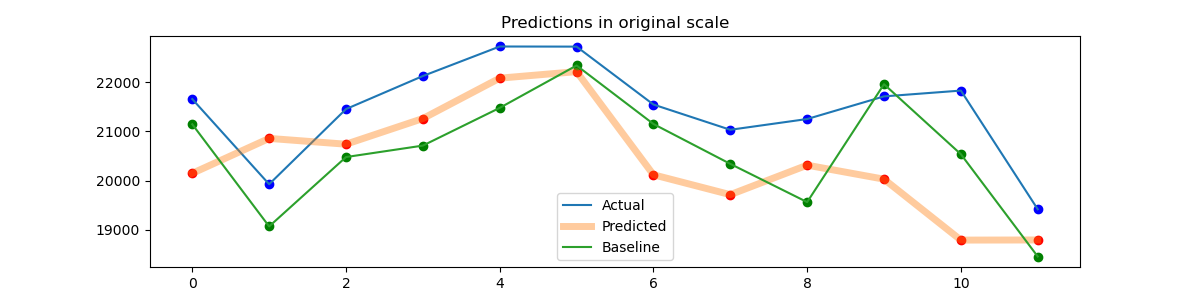 Predictions in original scale
22000
21000
20000
19000
Actual
Predicted
Baseline
0 2 4 6 8 10